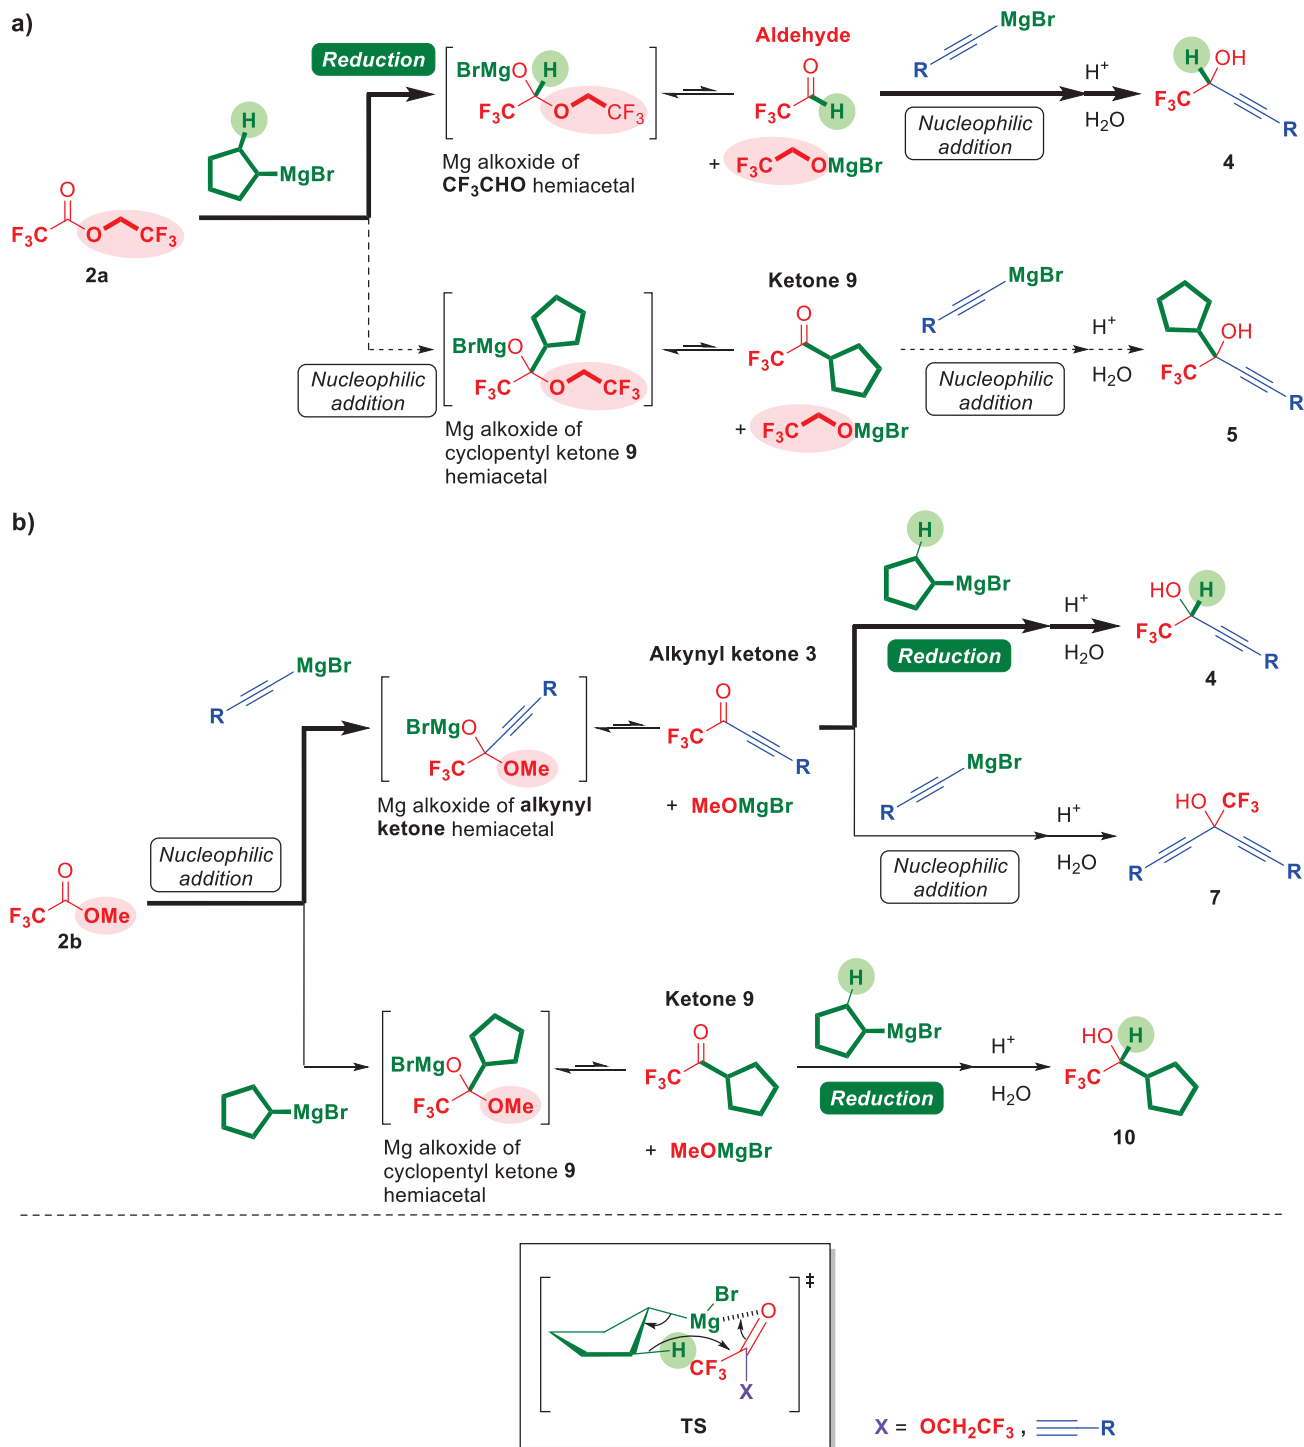 a)
Reduction
H
MgBr
F₃C
O
O
CF₃
2a
BrMgO
H
F₃C
O
CF₃
Mg alkoxide of
CF₃CHO hemiacetal
Aldehyde
O
F₃C
H
+ F₃C
OMgBr
MgBr
R
Nucleophilic
addition
H⁺
H₂O
H
OH
F₃C
R
4
Nucleophilic
addition
BrMgO
F₃C
O
CF₃
Mg alkoxide of
cyclopentyl ketone 9
hemiacetal
Ketone 9
O
F₃C
+ F₃C
OMgBr
MgBr
R
Nucleophilic
addition
H⁺
H₂O
OH
F₃C
R
5
b)
O
F₃C
OMe
2b
Nucleophilic
addition
MgBr
R
R
BrMgO
F₃C
OMe
Mg alkoxide of alkynyl
ketone hemiacetal
Alkynyl ketone 3
O
F₃C
R
+ MeOMgBr
H
MgBr
Reduction
H⁺
H₂O
HO
H
F₃C
R
4
MgBr
R
Nucleophilic
addition
H⁺
H₂O
HO
CF₃
R
R
7
MgBr
BrMgO
F₃C
OMe
Mg alkoxide of
cyclopentyl ketone 9
hemiacetal
Ketone 9
O
F₃C
+ MeOMgBr
H
MgBr
Reduction
H⁺
H₂O
HO
H
F₃C
10
‡
Br
Mg
O
H
CF₃
X
TS
X = OCH₂CF₃ , R